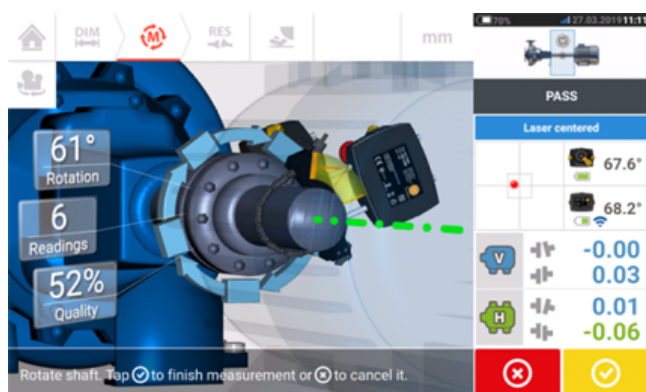 DIM
RES
mm
70%
27.03.2019 11:11
PASS
Laser centered
61°
Rotation
6
Readings
52%
Quality
67.6°
68.2°
V
-0.00
0.03
H
0.01
-0.06
Rotate shaft. Tap to finish measurement or to cancel it.